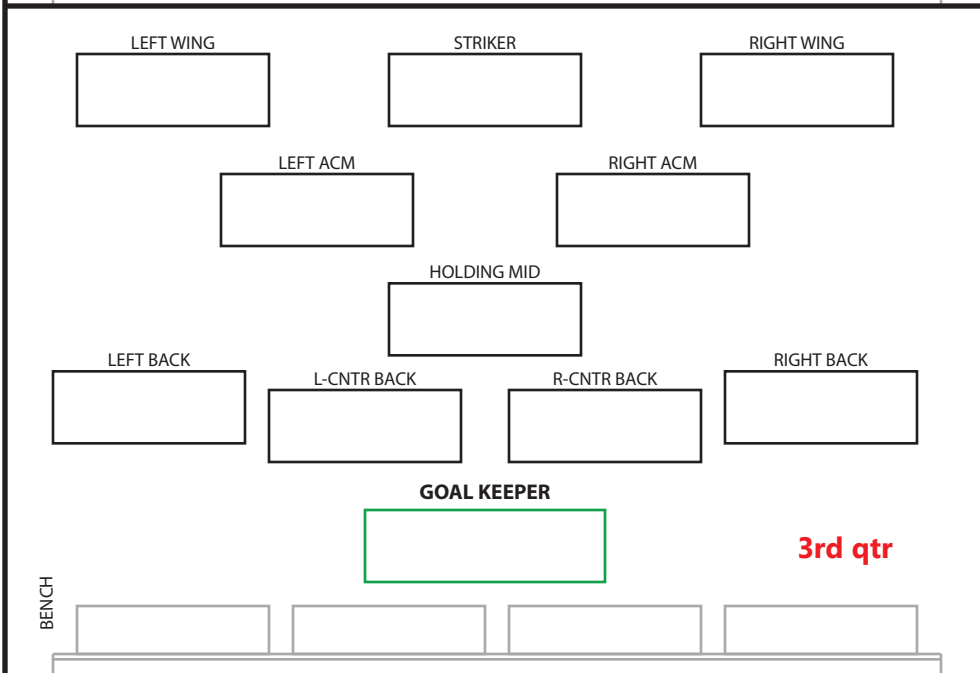 LEFT WING
STRIKER
RIGHT WING
LEFT ACM
RIGHT ACM
HOLDING MID
LEFT BACK
L-CNTR BACK
R-CNTR BACK
RIGHT BACK
GOAL KEEPER
3rd qtr
BENCH